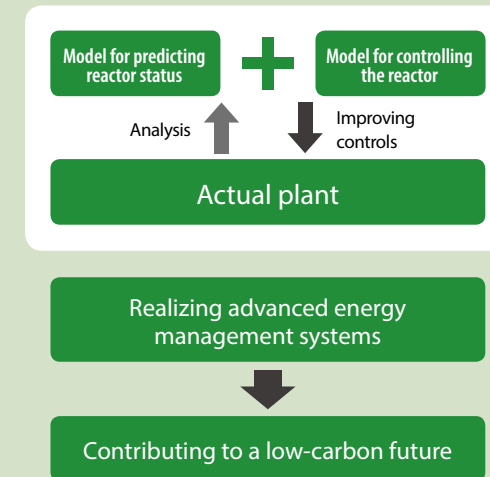 Model for predicting
reactor status
Model for controlling
the reactor
Analysis
Improving
controls
Actual plant
Realizing advanced energy
management systems
Contributing to a low-carbon future